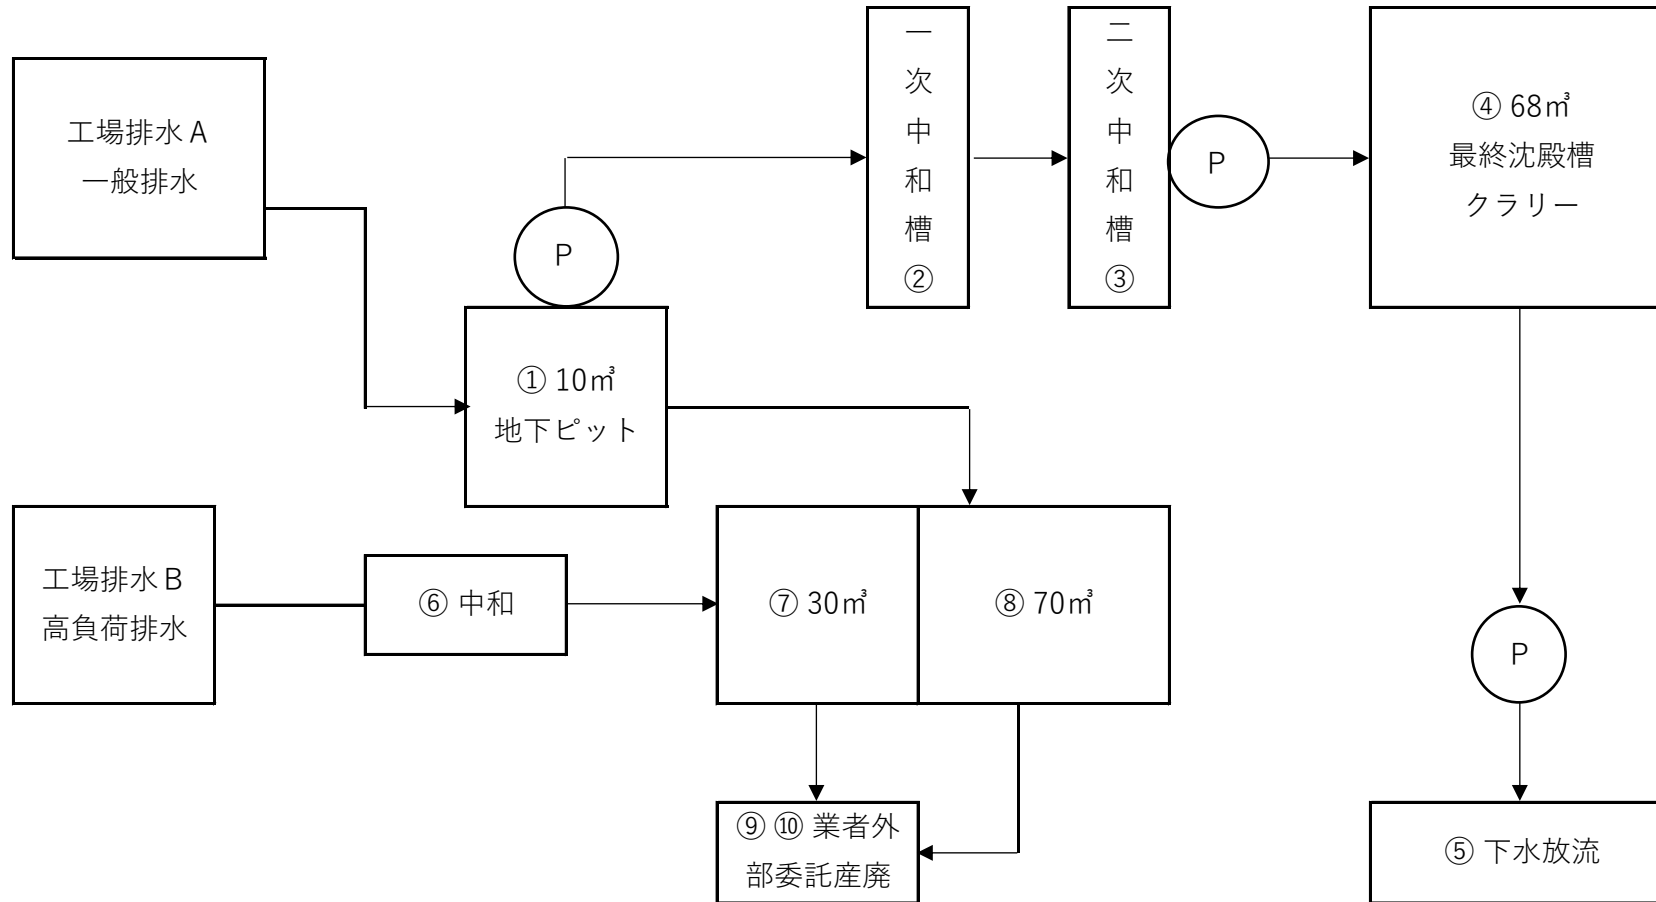 工場排水A
一般排水
P
① 10㎥
地下ピット
一次中和槽②
二次中和槽③
P
④ 68㎥
最終沈殿槽
クラリー
工場排水B
高負荷排水
⑥ 中和
⑦ 30㎥
⑧ 70㎥
P
⑨ ⑩ 業者外
部委託産廃
⑤ 下水放流